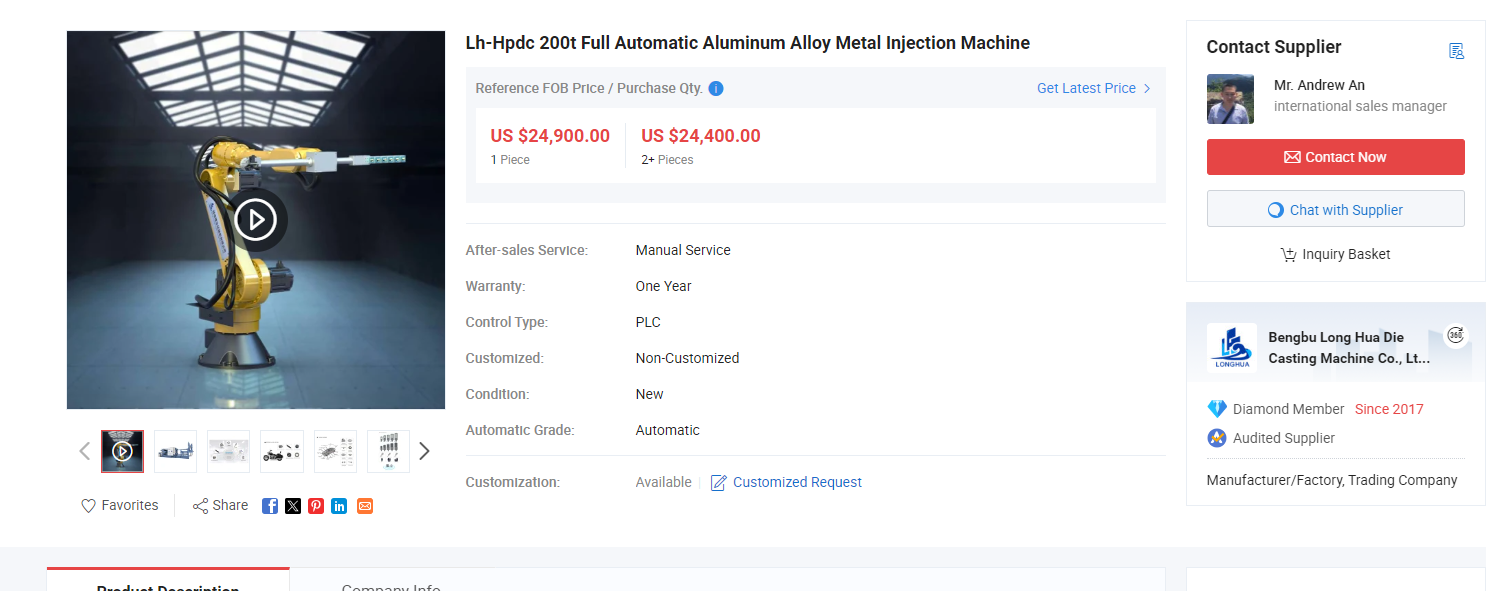 Lh-Hpdc 200t Full Automatic Aluminum Alloy Metal Injection Machine
Reference FOB Price / Purchase Qty.
Get Latest Price
US $24,900.00
US $24,400.00
1 Piece
2+ Pieces
After-sales Service: Manual Service
Warranty: One Year
Control Type: PLC
Customized: Non-Customized
Condition: New
Automatic Grade: Automatic
Customization: Available
Customized Request
Favorites
Share
Contact Supplier
Mr. Andrew An
international sales manager
Contact Now
Chat with Supplier
Inquiry Basket
LONGHUA
Bengbu Long Hua Die
Casting Machine Co., Lt...
360
Diamond Member Since 2017
Audited Supplier
Manufacturer/Factory, Trading Company
Product Description
Company Info